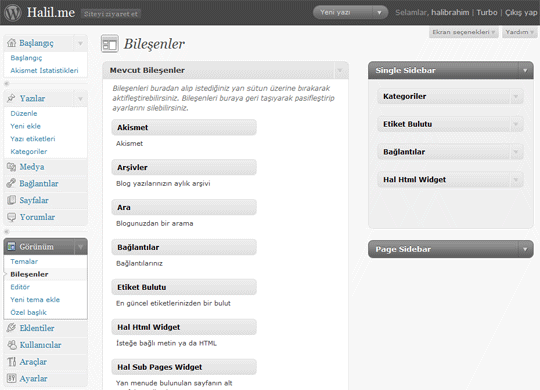 Halil.me
Siteyi ziyaret et
Yeni yazı
Selamlar, halibrahim | Turbo | Çıkış yap
Ekran seçenekleri
Yardım
Başlangıç
Başlangıç
Akismet İstatistikleri
Yazılar
Düzenle
Yeni ekle
Yazı etiketleri
Kategoriler
Medya
Bağlantılar
Sayfalar
Yorumlar
Görünüm
Temalar
Bileşenler
Editör
Yeni tema ekle
Özel başlık
Eklentiler
Kullanıcılar
Araçlar
Ayarlar
Bileşenler
Mevcut Bileşenler
Bileşenleri buradan alıp istediğiniz yan sütun üzerine bırakarak
aktifleştirebilirsiniz. Bileşenleri buraya geri taşıyarak pasifleştirip
ayarlarını silebilirsiniz.
Akismet
Akismet
Arşivler
Blog yazılarınızın aylık arşivi
Ara
Blogunuzdan bir arama
Bağlantılar
Bağlantılarınız
Etiket Bulutu
En güncel etiketlerinizden bir bulut
Hal Html Widget
İsteğe bağlı metin ya da HTML
Hal Sub Pages Widget
Yan menude bulunulan sayfanın alt
Single Sidebar
Kategoriler
Etiket Bulutu
Bağlantılar
Hal Html Widget
Page Sidebar